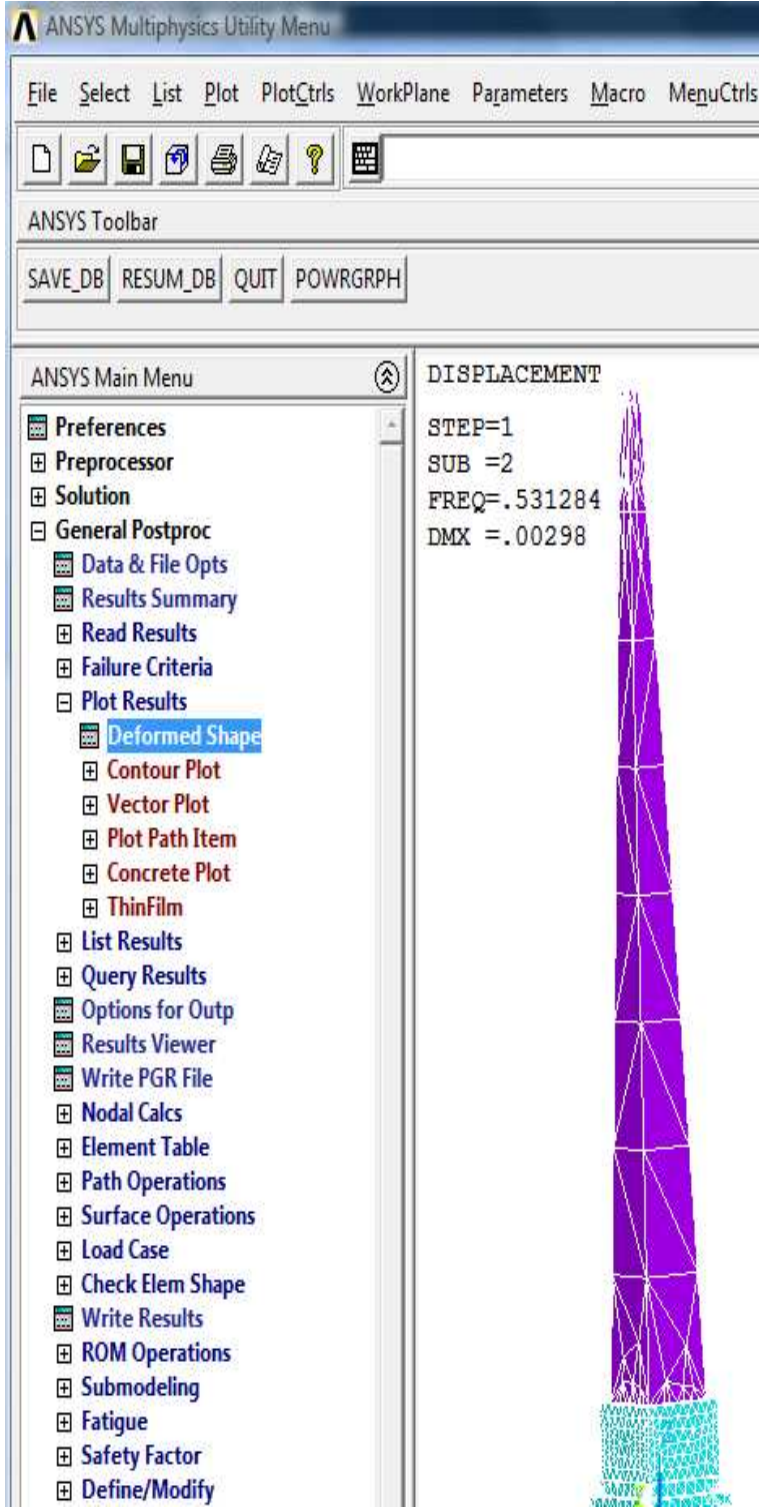 ANSYS Multiphysics Utility Menu
File Select List Plot PlotCtrls WorkPlane Parameters Macro MenuCtrls
ANSYS Toolbar
SAVE_DB RESUM_DB QUIT POWRGRPH
ANSYS Main Menu
Preferences
Preprocessor
Solution
General Postproc
Data & File Opts
Results Summary
Read Results
Failure Criteria
Plot Results
Deformed Shape
Contour Plot
Vector Plot
Plot Path Item
Concrete Plot
ThinFilm
List Results
Query Results
Options for Outp
Results Viewer
Write PGR File
Nodal Calcs
Element Table
Path Operations
Surface Operations
Load Case
Check Elem Shape
Write Results
ROM Operations
Submodeling
Fatigue
Safety Factor
Define/Modify
DISPLACEMENT
STEP=1
SUB =2
FREQ=.531284
DMX =.00298